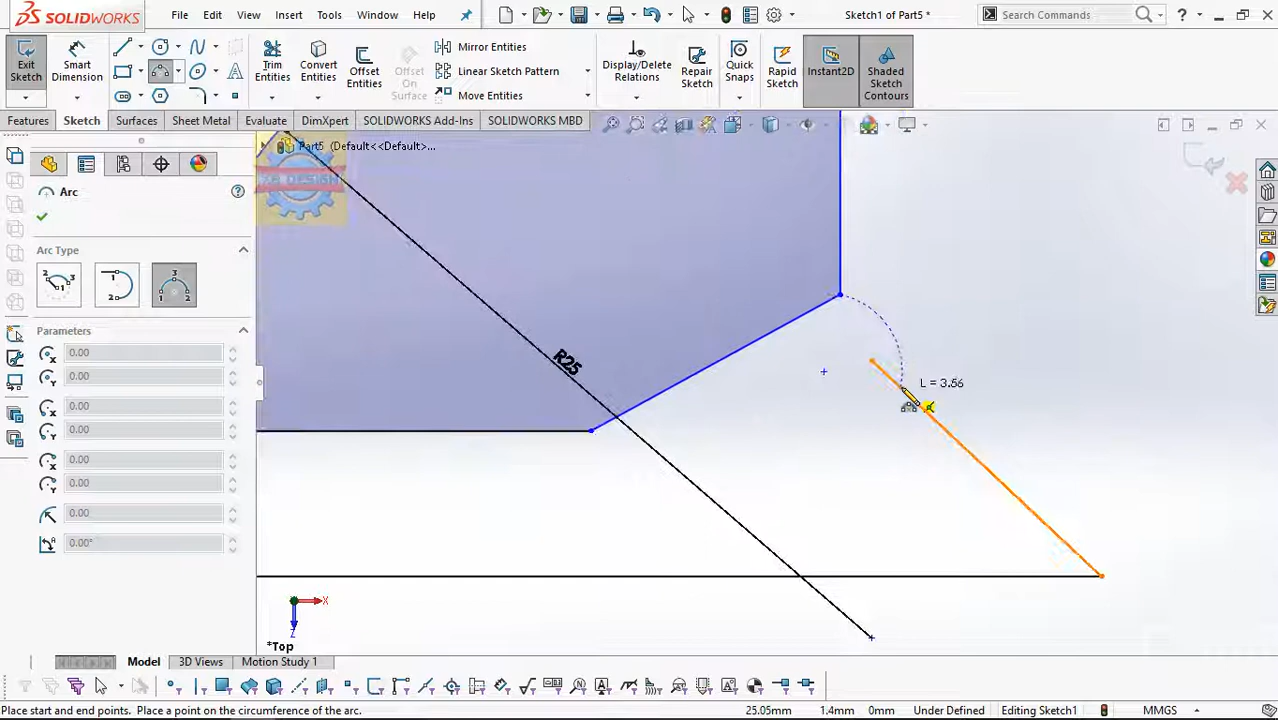 SOLIDWORKS
File Edit View Insert Tools Window Help
Sketch1 of Part5 *
Search Commands
?
Exit Sketch
Smart Dimension
Trim Entities
Convert Entities
Offset Entities
Offset On Surface
Mirror Entities
Linear Sketch Pattern
Move Entities
Display/Delete Relations
Repair Sketch
Quick Snaps
Rapid Sketch
Instant2D
Shaded Sketch Contours
Features Sketch Surfaces Sheet Metal Evaluate DimXpert SOLIDWORKS Add-Ins SOLIDWORKS MBD
Part5 (Default<<Default>...
Arc
Arc Type
Parameters
0.00
0.00
0.00
0.00
0.00
0.00
0.00
0.00°
R25
L = 3.56
X
Z
*Top
Model 3D Views Motion Study 1
Place start and end points. Place a point on the circumference of the arc.
25.05mm 1.4mm 0mm Under Defined Editing Sketch1 MMGS